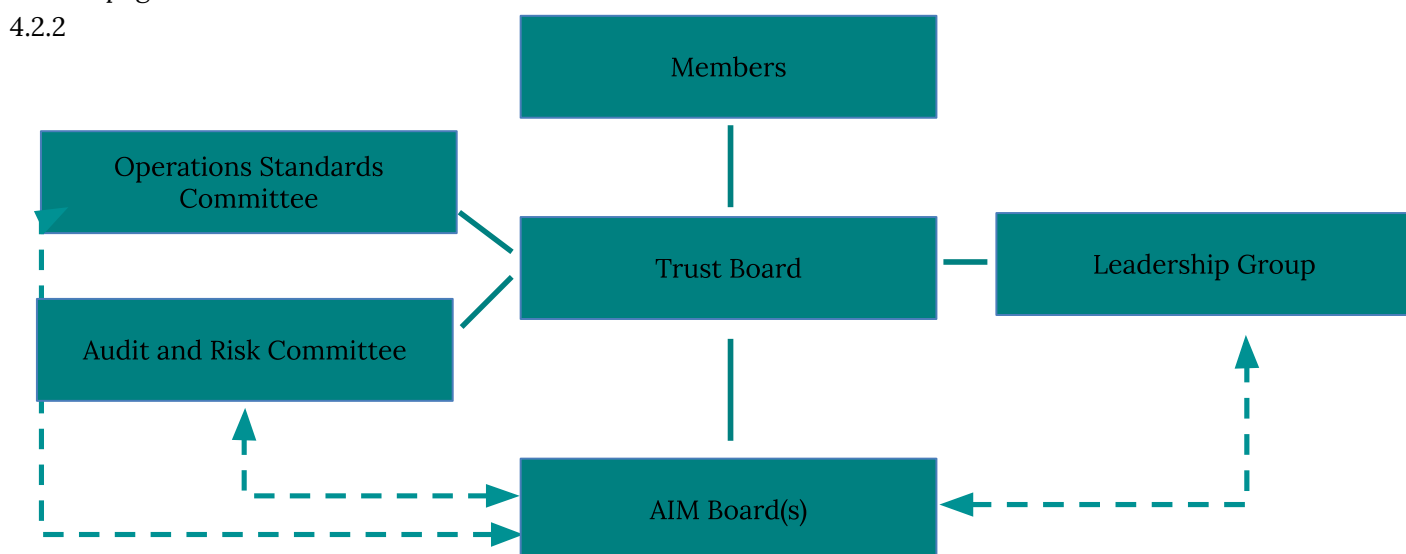 4.2.2
Members
Operations Standards
Committee
Trust Board
Leadership Group
Audit and Risk Committee
AIM Board(s)